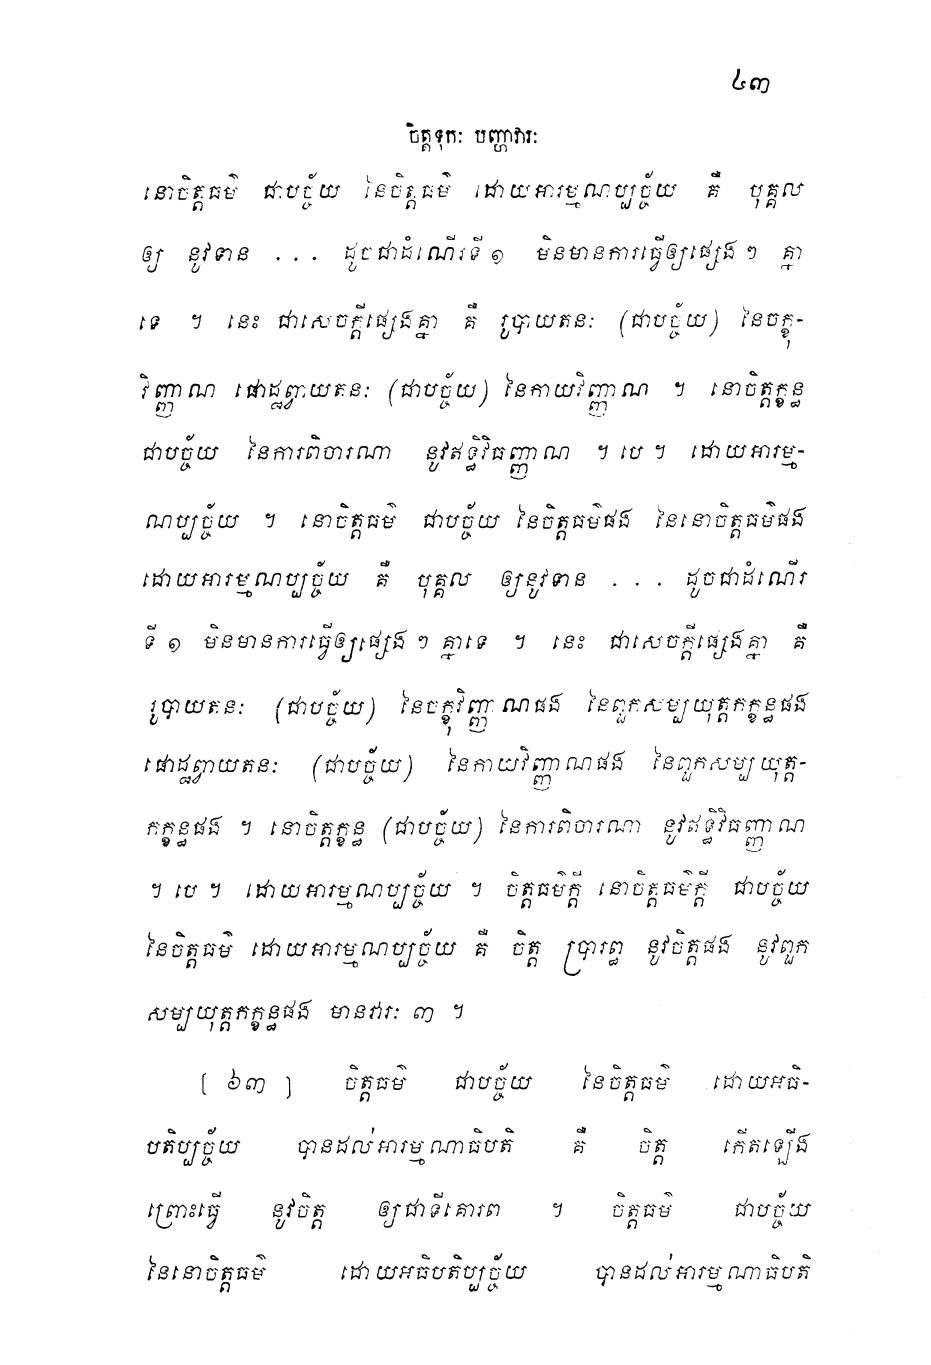 ៤៣
ចិត្តទុកៈ បញ្ហាវារៈ
នោចិត្តធម៌ ជាបច្ច័យ នៃចិត្តធម៌ ដោយអារម្មណប្បច្ច័យ គឺ បុគ្គល
ឲ្យ នូវទាន . . . ដូចជាដំណើរទី ១ មិនមានការធ្វើឲ្យផ្សេង ៗ គ្នា
ទេ ។ នេះ ជាសេចក្តីផ្សេងគ្នា គឺ រូបាយតនៈ (ជាបច្ច័យ) នៃចក្ខុ-
វិញ្ញាណ ផោដ្ឋព្វាយតនៈ (ជាបច្ច័យ) នៃកាយវិញ្ញាណ ។ នោចិត្តក្ខន្ធ
ជាបច្ច័យ នៃការពិចារណា នូវឥទ្ធិវិធញ្ញាណ ។ បេ ។ ដោយអារម្ម-
ណប្បច្ច័យ ។ នោចិត្តធម៌ ជាបច្ច័យ នៃចិត្តធម៌ផង នៃនោចិត្តធម៌ផង
ដោយអារម្មណប្បច្ច័យ គឺ បុគ្គល ឲ្យនូវទាន . . . ដូចជាដំណើរ
ទី ១ មិនមានការធ្វើឲ្យផ្សេង ៗ គ្នាទេ ។ នេះ ជាសេចក្តីផ្សេងគ្នា គឺ
រូបាយតនៈ (ជាបច្ច័យ) នៃចក្ខុវិញ្ញាណផង នៃពួកសម្បយុត្តកក្ខន្ធផង
ផោដ្ឋព្វាយតនៈ (ជាបច្ច័យ) នៃកាយវិញ្ញាណផង នៃពួកសម្បយុត្ត-
កក្ខន្ធផង ។ នោចិត្តក្ខន្ធ (ជាបច្ច័យ) នៃការពិចារណា នូវឥទ្ធិវិធញ្ញាណ
។ បេ ។ ដោយអារម្មណប្បច្ច័យ ។ ចិត្តធម៌ក្តី នោចិត្តធម៌ក្តី ជាបច្ច័យ
នៃចិត្តធម៌ ដោយអារម្មណប្បច្ច័យ គឺ ចិត្ត ប្រារព្ធ នូវចិត្តផង នូវពួក
សម្បយុត្តកក្ខន្ធផង មានវារៈ ៣ ។
[ ៦៣ ] ចិត្តធម៌ ជាបច្ច័យ នៃចិត្តធម៌ ដោយអធិ-
បតិប្បច្ច័យ បានដល់អារម្មណាធិបតិ គឺ ចិត្ត កើតឡើង
ព្រោះធ្វើ នូវចិត្ត ឲ្យជាទីគោរព ។ ចិត្តធម៌ ជាបច្ច័យ
នៃនោចិត្តធម៌ ដោយអធិបតិប្បច្ច័យ បានដល់អារម្មណាធិបតិ